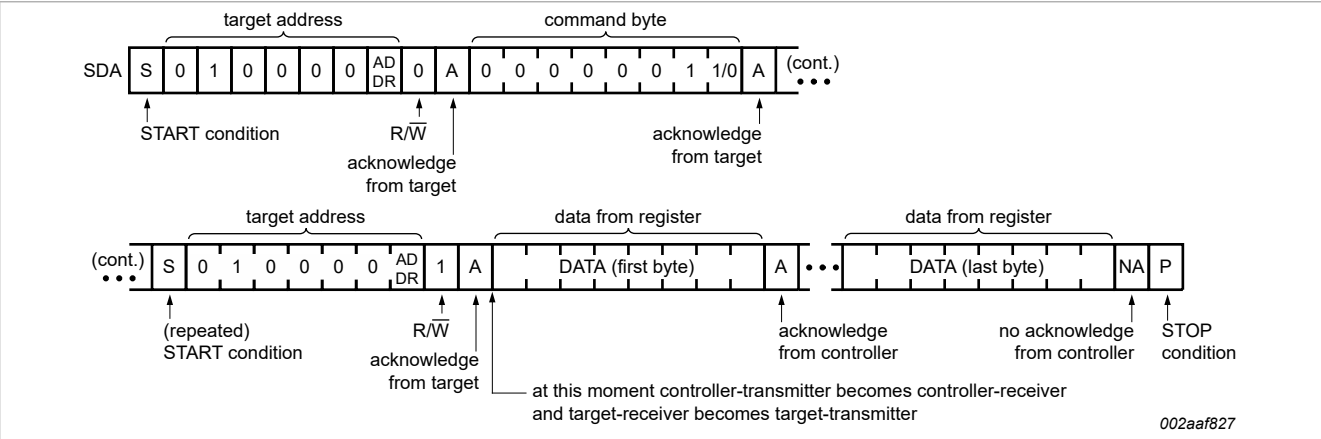 target address command byte
SDA S 0 1 0 0 0 0 AD DR 0 A 0 0 0 0 0 0 1 1/0 A (cont.)
START condition
R/W̅
acknowledge
from target
acknowledge
from target
target address data from register data from register
(cont.) S 0 1 0 0 0 0 AD DR 1 A DATA (first byte) A DATA (last byte) NA P
(repeated)
START condition
R/W̅
acknowledge
from target
acknowledge
from controller
no acknowledge
from controller
STOP
condition
at this moment controller-transmitter becomes controller-receiver
and target-receiver becomes target-transmitter
002aaf827